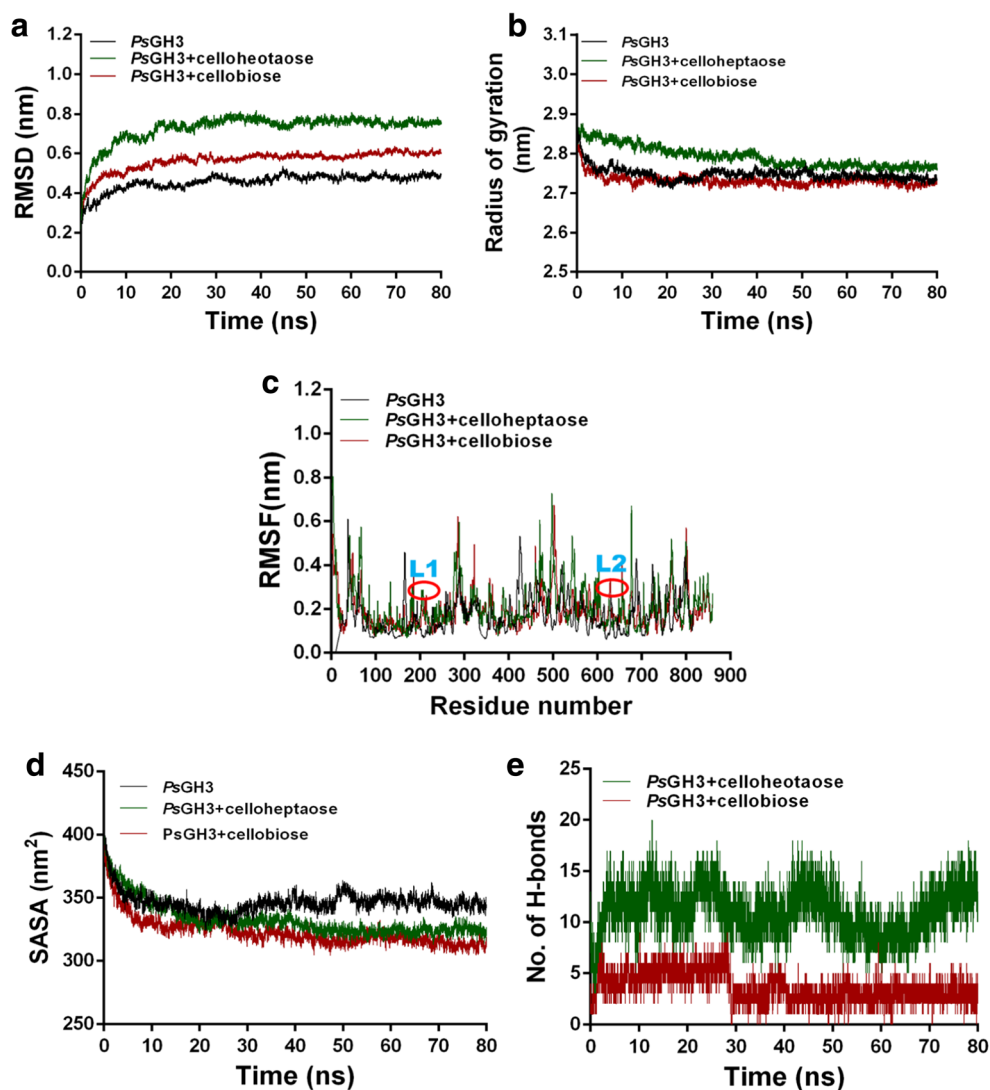 a
PsGH3
PsGH3+celloheotaose
PsGH3+cellobiose
RMSD (nm)
1.2
1.0
0.8
0.6
0.4
0.2
0.0
0 10 20 30 40 50 60 70 80
Time (ns)
b
PsGH3
PsGH3+celloheptaose
PsGH3+cellobiose
Radius of gyration
(nm)
3.1
3.0
2.9
2.8
2.7
2.6
2.5
0 10 20 30 40 50 60 70 80
Time (ns)
c
PsGH3
PsGH3+celloheptaose
PsGH3+cellobiose
RMSF(nm)
1.2
1.0
0.8
0.6
0.4
0.2
0.0
L1
L2
0 100 200 300 400 500 600 700 800 900
Residue number
d
PsGH3
PsGH3+celloheptaose
PsGH3+cellobiose
SASA (nm²)
450
400
350
300
250
0 10 20 30 40 50 60 70 80
Time (ns)
e
PsGH3+celloheotaose
PsGH3+cellobiose
No. of H-bonds
25
20
15
10
5
0
0 10 20 30 40 50 60 70 80
Time (ns)